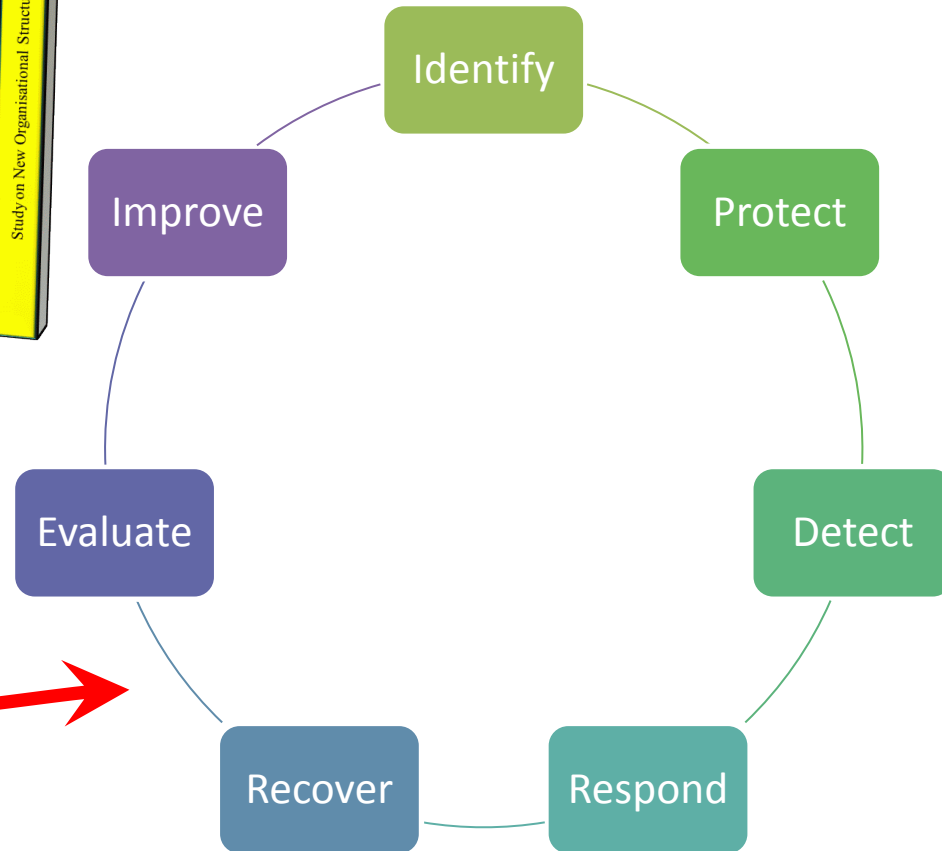 Study on New Organisational Structu
Identify
Protect
Detect
Respond
Recover
Evaluate
Improve